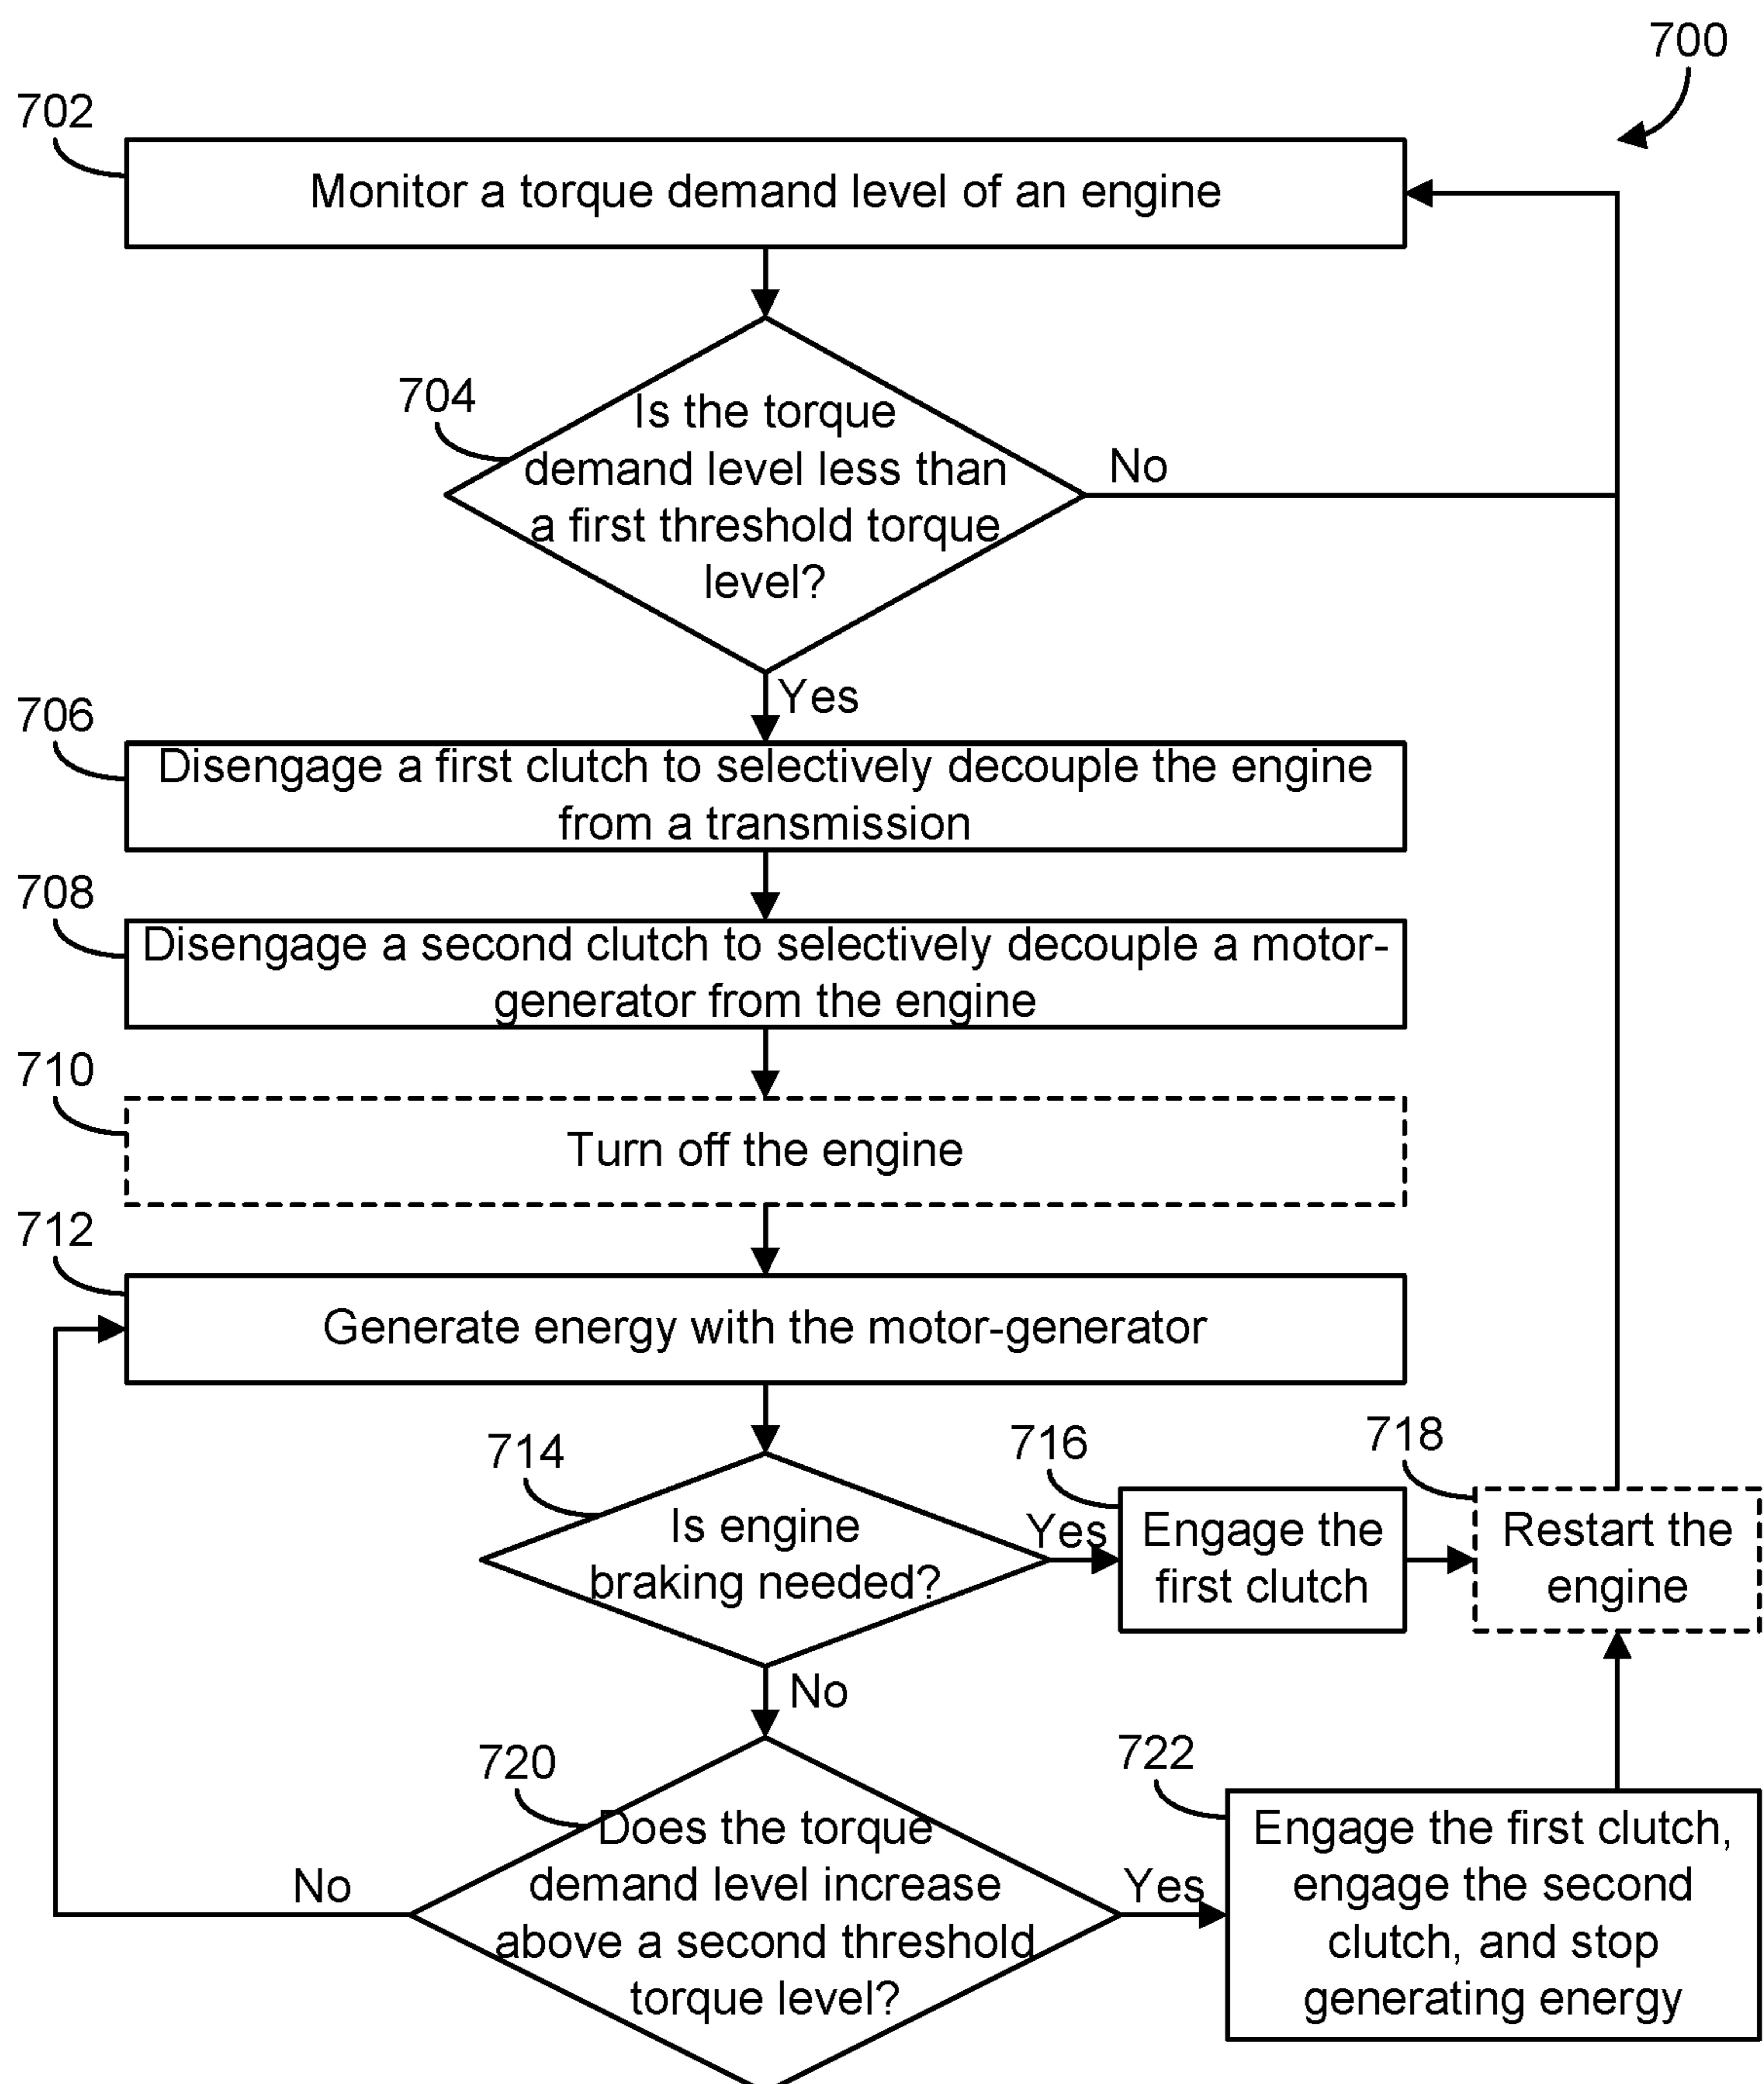 700
702
Monitor a torque demand level of an engine
704
Is the torque
demand level less than
a first threshold torque
level?
No
Yes
706
Disengage a first clutch to selectively decouple the engine
from a transmission
708
Disengage a second clutch to selectively decouple a motor-
generator from the engine
710
Turn off the engine
712
Generate energy with the motor-generator
714
Is engine
braking needed?
Yes
716
Engage the
first clutch
718
Restart the
engine
No
720
Does the torque
demand level increase
above a second threshold
torque level?
No
Yes
722
Engage the first clutch,
engage the second
clutch, and stop
generating energy